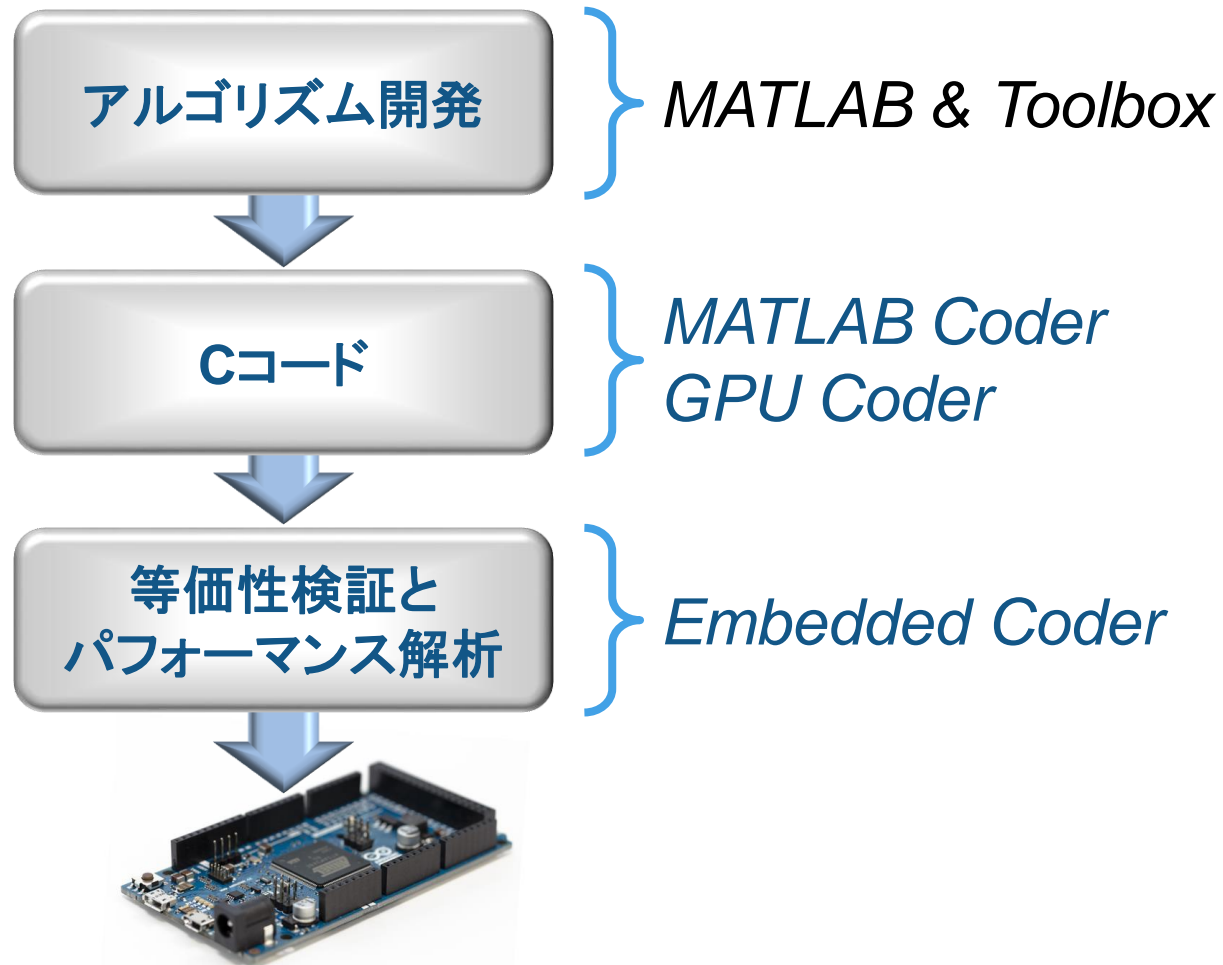 アルゴリズム開発
MATLAB & Toolbox
Cコード
MATLAB Coder
GPU Coder
等価性検証と
パフォーマンス解析
Embedded Coder